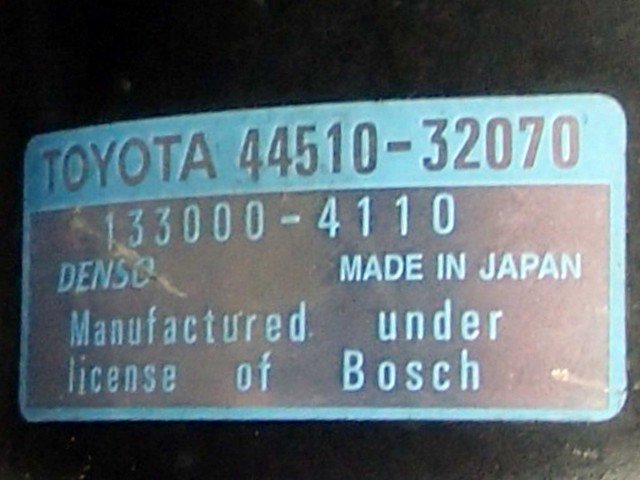 TOYOTA 44510-32070
133000-4110
DENSO MADE IN JAPAN
Manufactured under
license of Bosch